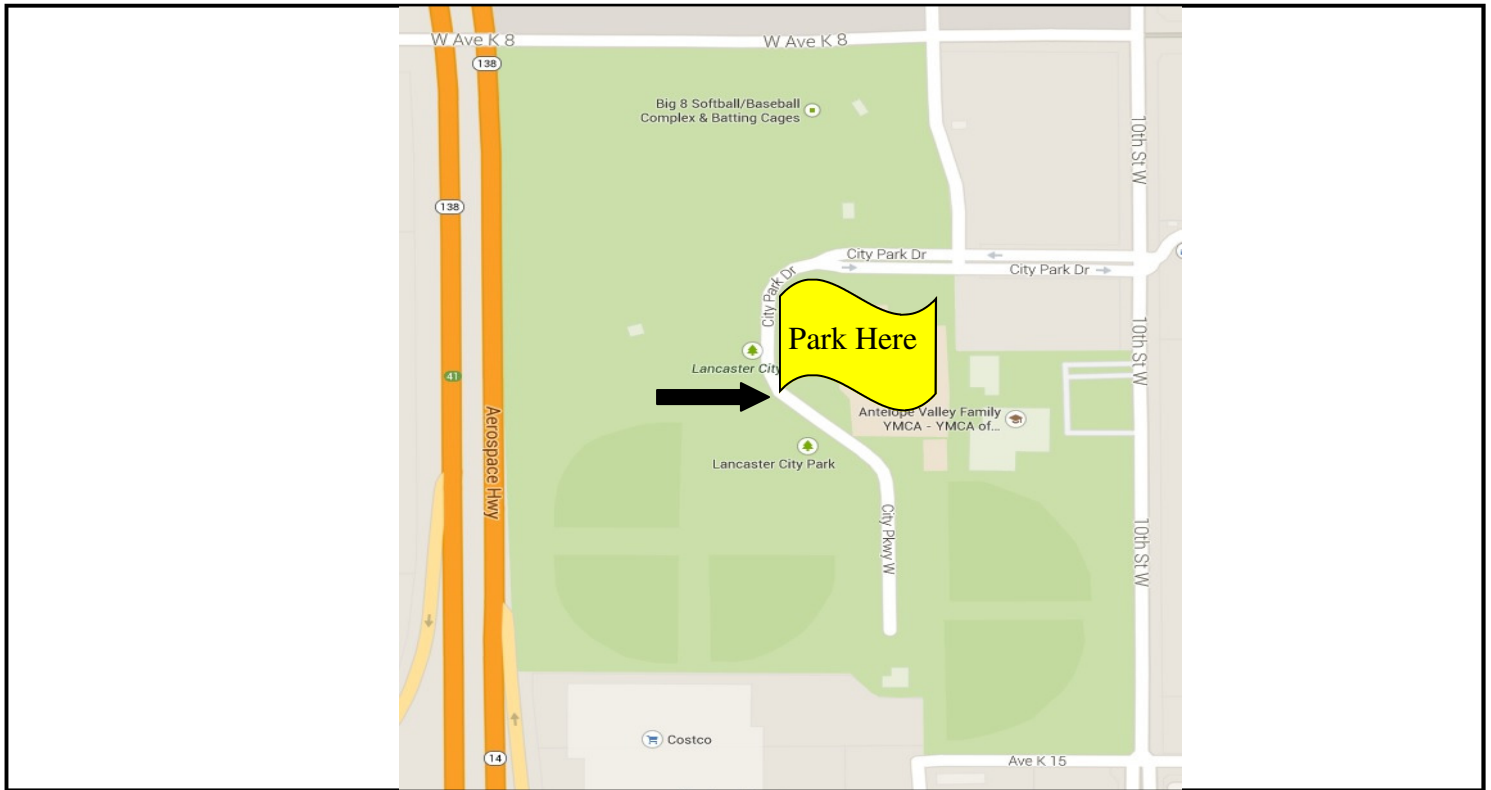 W Ave K 8
W Ave K 8
138
Big 8 Softball/Baseball
Complex & Batting Cages
10th St W
138
City Park Dr
City Park Dr
City Park Dr
Park Here
10th St W
Lancaster City
41
Aerospace Hwy
Antelope Valley Family
YMCA - YMCA of...
Lancaster City Park
City Pkwy W
10th St W
Costco
14
Ave K 15